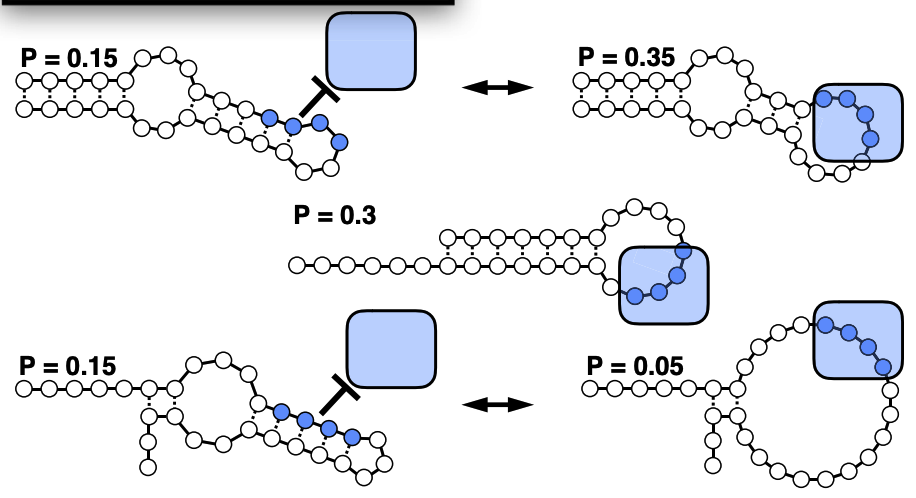 P = 0.15
P = 0.35
P = 0.3
P = 0.15
P = 0.05